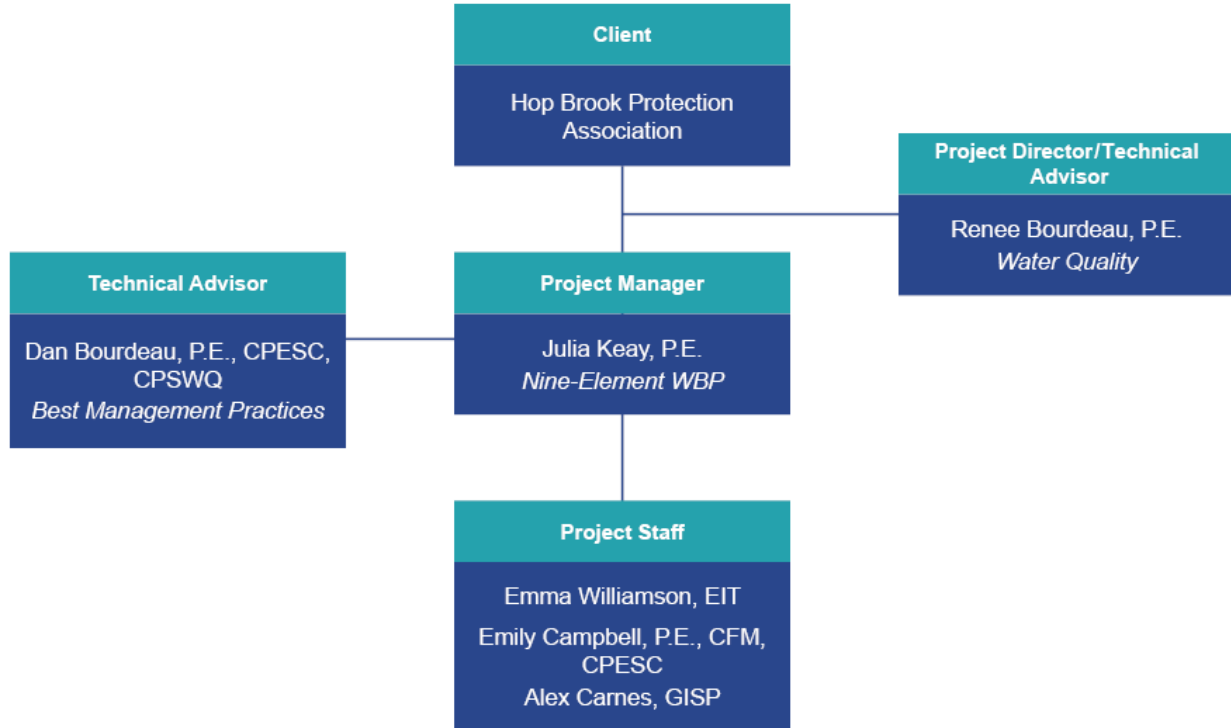 Client
Hop Brook Protection
Association
Project Director/Technical
Advisor
Renee Bourdeau, P.E.
Water Quality
Technical Advisor
Dan Bourdeau, P.E., CPESC,
CPSWQ
Best Management Practices
Project Manager
Julia Keay, P.E.
Nine-Element WBP
Project Staff
Emma Williamson, EIT
Emily Campbell, P.E., CFM,
CPESC
Alex Carnes, GISP